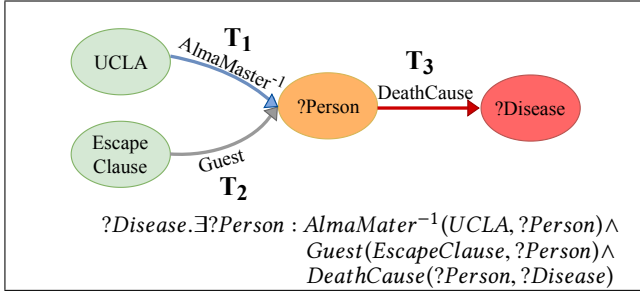 UCLA
AlmaMaster⁻¹
T₁
Escape
Clause
Guest
T₂
?Person
T₃
DeathCause
?Disease
?Disease.∃?Person : AlmaMater⁻¹(UCLA, ?Person)∧
Guest(EscapeClause, ?Person)∧
DeathCause(?Person, ?Disease)